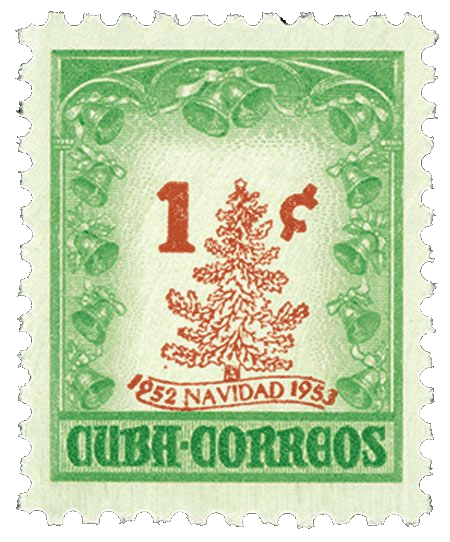 1 ¢
1952 NAVIDAD 1953
CUBA-CORREOS